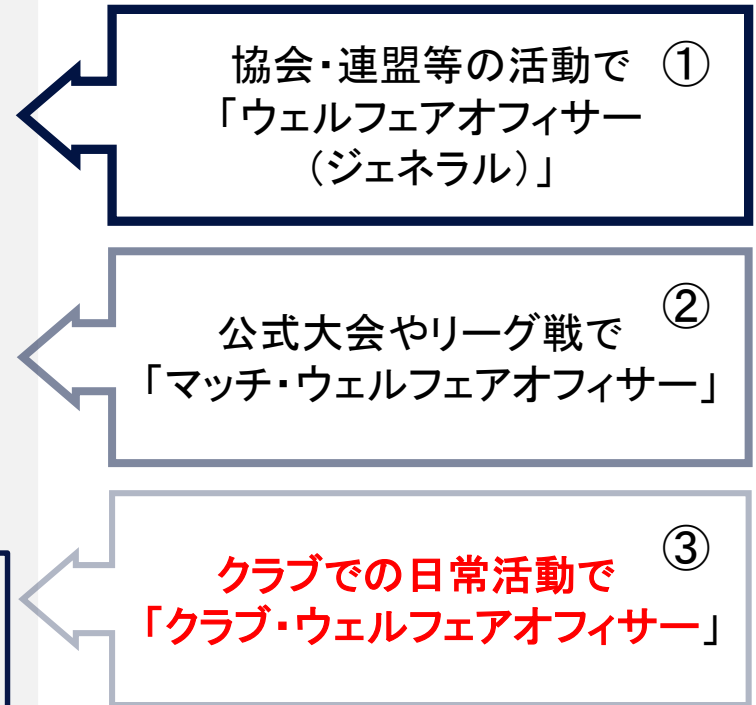 協会・連盟等の活動で ①
「ウェルフェアオフィサー
（ジェネラル）」
②
公式大会やリーグ戦で
「マッチ・ウェルフェアオフィサー」
③
クラブでの日常活動で
「クラブ・ウェルフェアオフィサー」